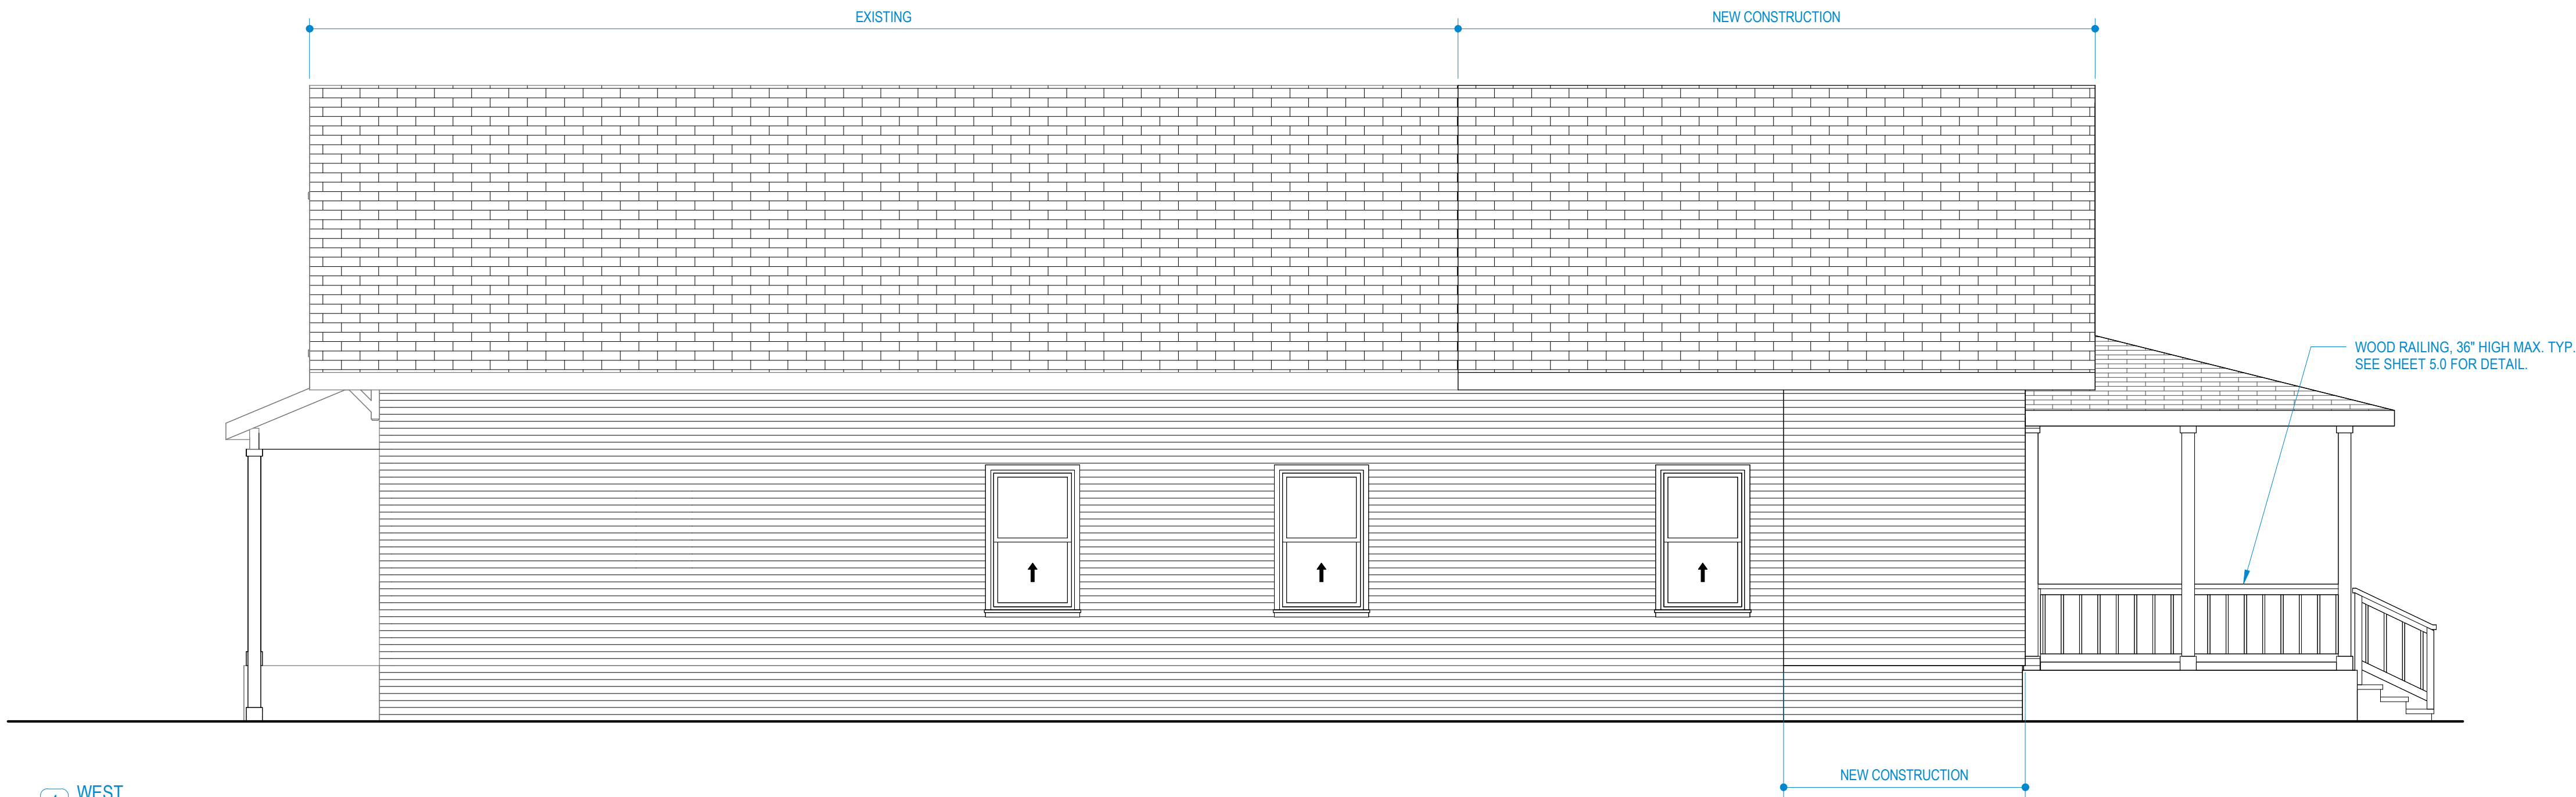 EXISTING
NEW CONSTRUCTION
WOOD RAILING, 36" HIGH MAX. TYP.
SEE SHEET 5.0 FOR DETAIL.
NEW CONSTRUCTION
WEST